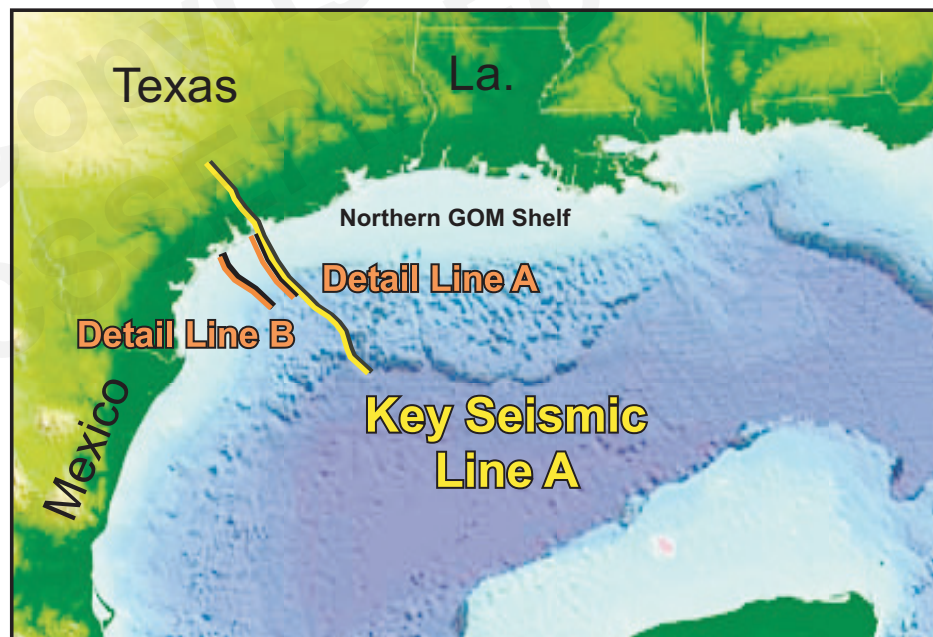 Texas
La.
Northern GOM Shelf
Detail Line A
Detail Line B
Mexico
Key Seismic
Line A